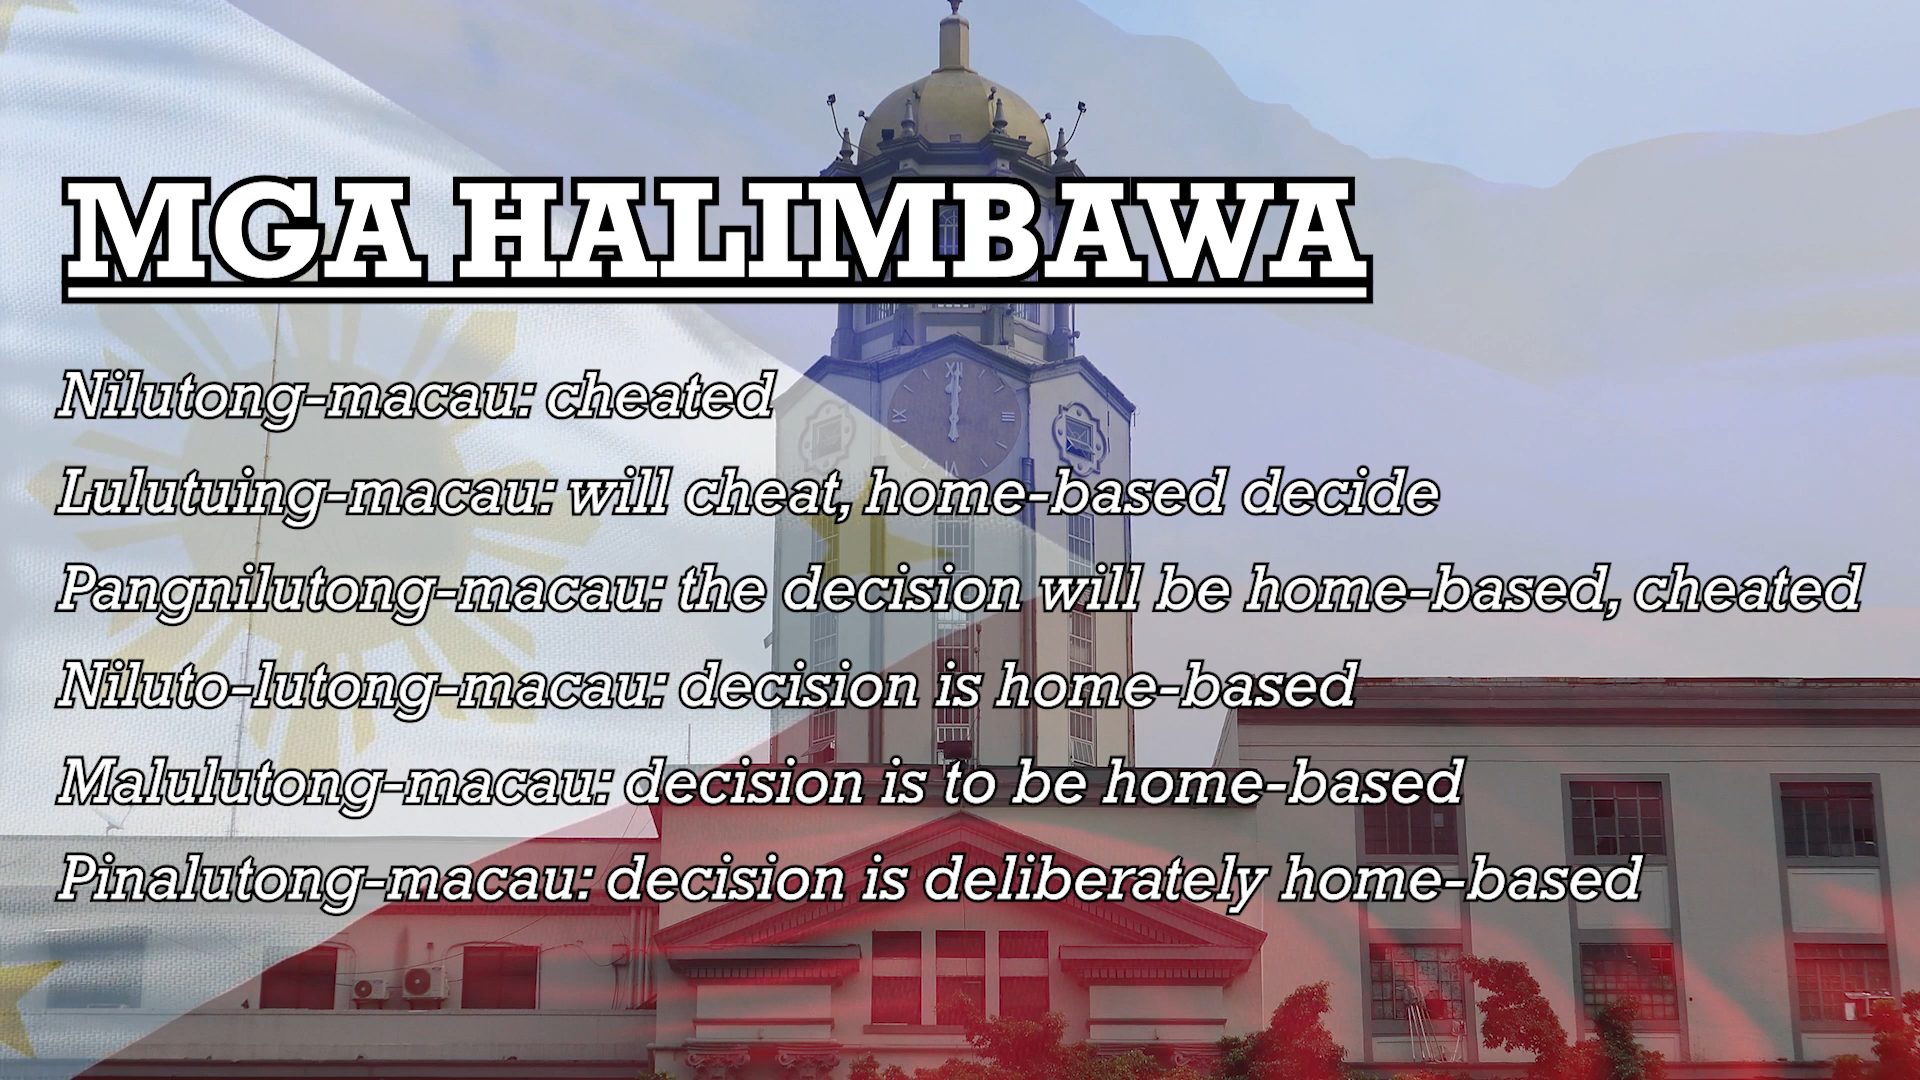 MGA HALIMBAWA
Nilutong-macau: cheated
Lulutuing-macau: will cheat, home-based decide
Pangnilutong-macau: the decision will be home-based, cheated
Niluto-lutong-macau: decision is home-based
Malulutong-macau: decision is to be home-based
Pinalutong-macau: decision is deliberately home-based